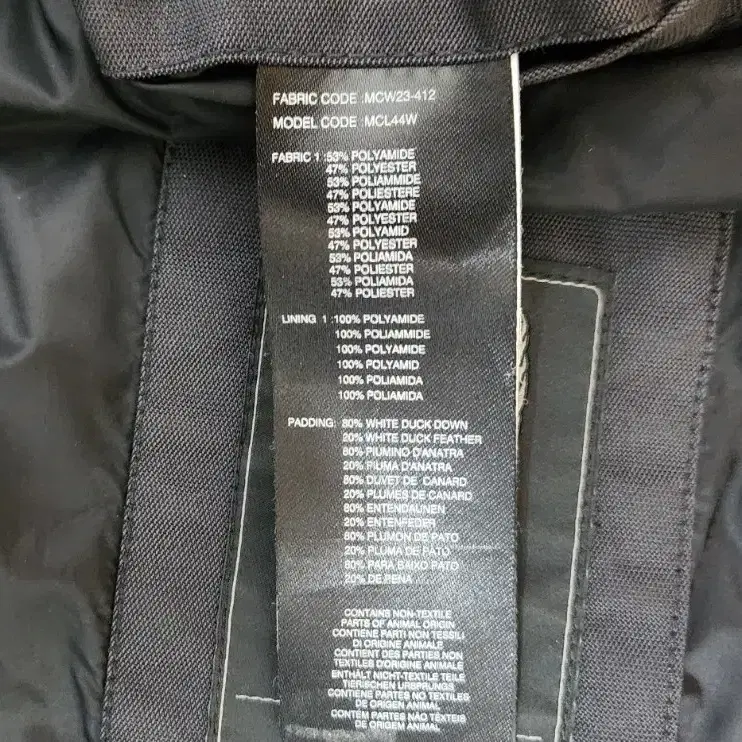 FABRIC CODE :MCW23-412
MODEL CODE :MCL44W
FABRIC 1 :53% POLYAMIDE
47% POLYESTER
53% POLIAMMIDE
47% POLIESTERE
53% POLYAMIDE
47% POLYESTER
53% POLYAMID
47% POLYESTER
53% POLIAMIDA
47% POLIESTER
53% POLIAMIDA
47% POLIESTER
LINING 1 :100% POLYAMIDE
100% POLIAMMIDE
100% POLYAMIDE
100% POLYAMID
100% POLIAMIDA
100% POLIAMIDA
PADDING: 80% WHITE DUCK DOWN
20% WHITE DUCK FEATHER
80% PIUMINO D'ANATRA
20% PIUMA D'ANATRA
80% DUVET DE CANARD
20% PLUMES DE CANARD
80% ENTENDAUNEN
20% ENTENFEDER
80% PLUMON DE PATO
20% PLUMA DE PATO
80% PARA BAIXO PATO
20% DE PENA
CONTAINS NON-TEXTILE
PARTS OF ANIMAL ORIGIN
CONTIENE PARTI NON TESSILI
DI ORIGINE ANIMALE
CONTIENT DES PARTIES NON
TEXTILES D'ORIGINE ANIMALE
ENTHÄLT NICHT-TEXTILE TEILE
TIERISCHEN URSPRUNGS
CONTIENE PARTES NO TEXTILES
DE ORIGEN ANIMAL
CONTÉM PARTES NÃO TÊXTEIS
DE ORIGEM ANIMAL